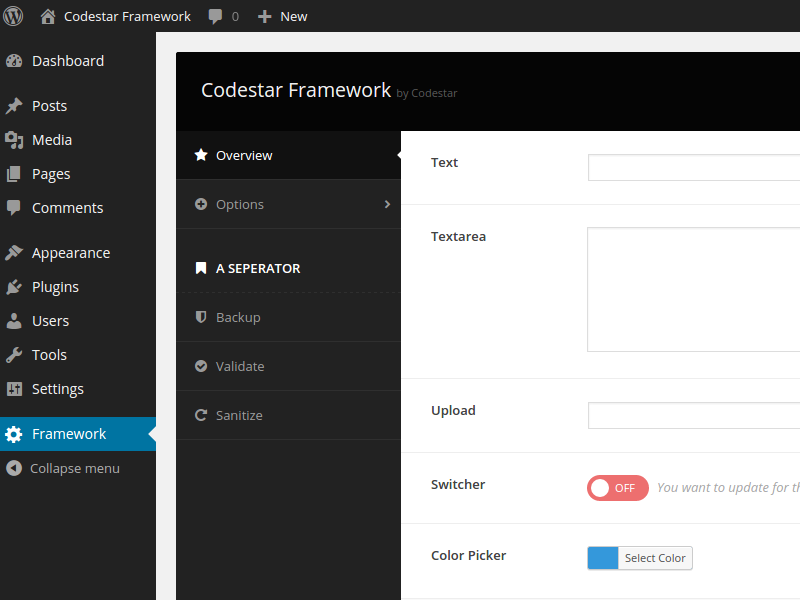 Codestar Framework 0 New
Dashboard
Posts
Media
Pages
Comments
Appearance
Plugins
Users
Tools
Settings
Framework
Collapse menu
Codestar Framework by Codestar
Overview
Options
A SEPERATOR
Backup
Validate
Sanitize
Text
Textarea
Upload
Switcher OFF You want to update for
Color Picker Select Color